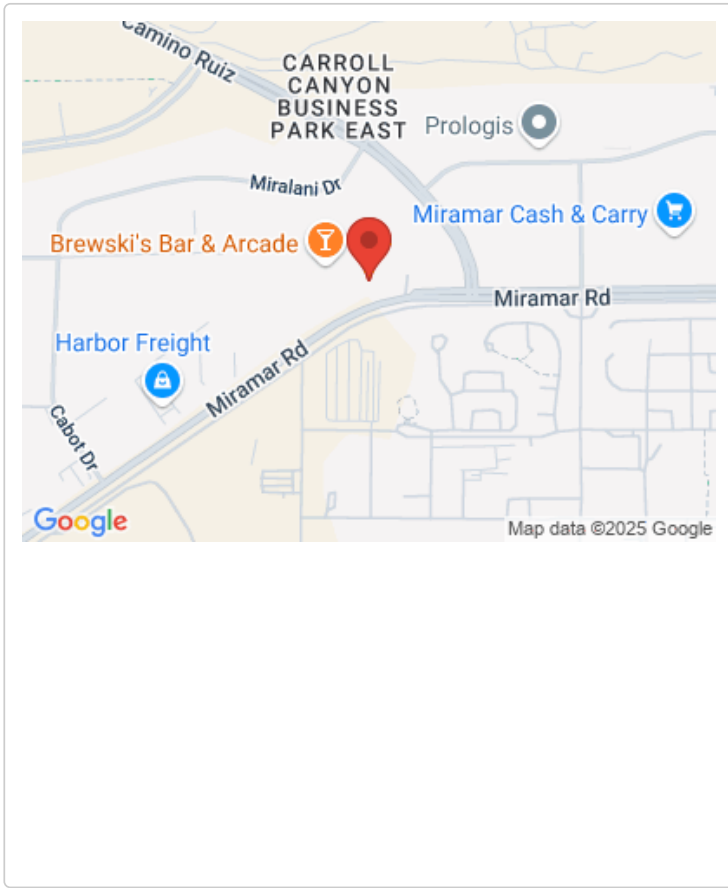 Camino Ruiz
CARROLL
CANYON
BUSINESS
PARK EAST
Prologis
Miralani Dr
Miramar Cash & Carry
Brewski's Bar & Arcade
Miramar Rd
Harbor Freight
Miramar Rd
Cabot Dr
Google
Map data ©2025 Google